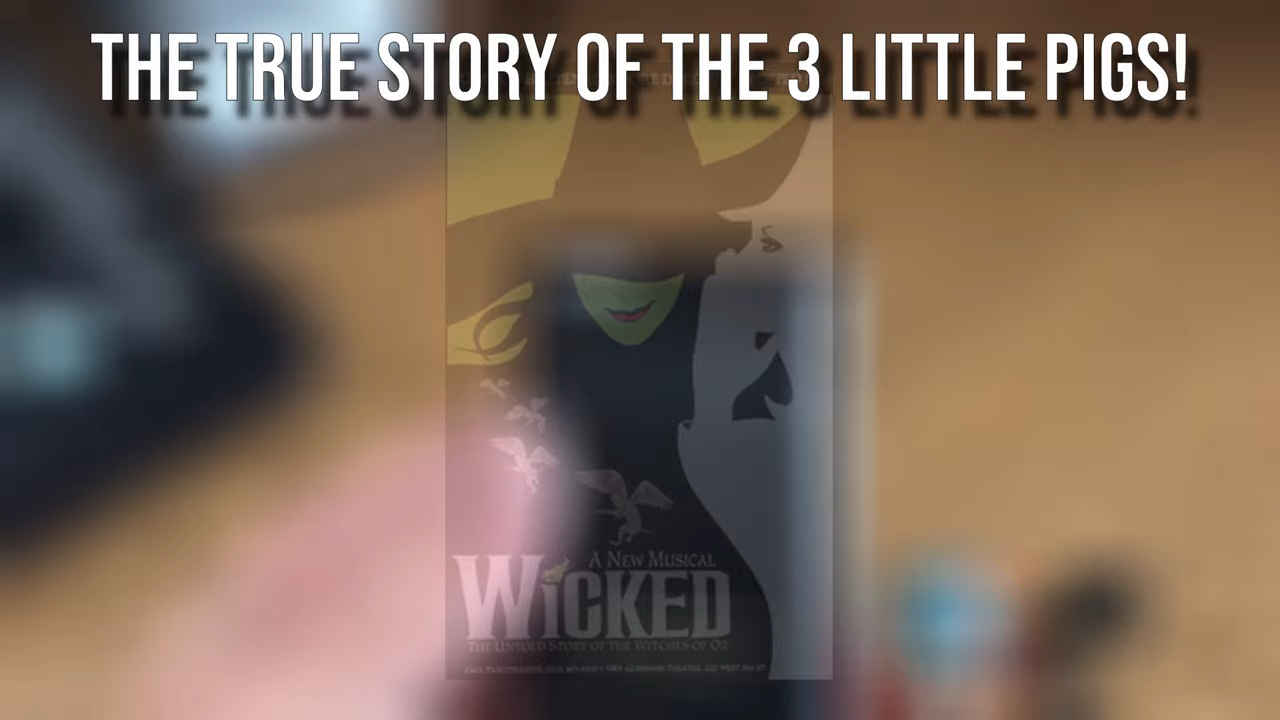 THE TRUE STORY OF THE 3 LITTLE PIGS!
A NEW MUSICAL
WICKED
THE UNTOLD STORY OF THE WITCHES OF OZ